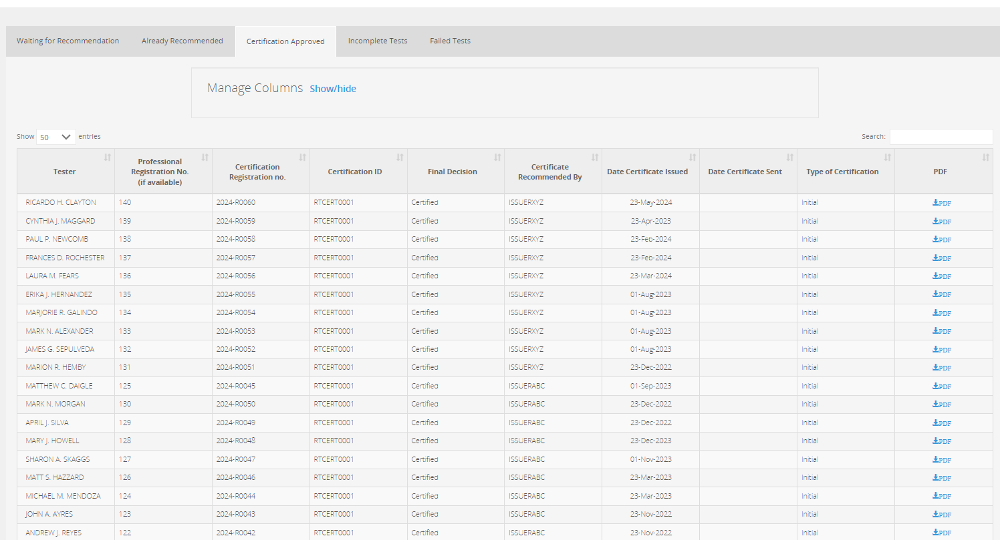 Waiting for Recommendation Already Recommended Certification Approved Incomplete Tests Failed Tests
Manage Columns Show/hide
Show 50 entries Search:
Tester Professional Registration No. (if available) Certification Registration no. Certification ID Final Decision Certificate Recommended By Date Certificate Issued Date Certificate Sent Type of Certification PDF
RICARDO H. CLAYTON 140 2024-R0060 RTCERT0001 Certified ISSUERXYZ 23-May-2024 Initial PDF
CYNTHIA J. MAGGARD 139 2024-R0059 RTCERT0001 Certified ISSUERXYZ 23-Apr-2023 Initial PDF
PAUL P. NEWCOMB 138 2024-R0058 RTCERT0001 Certified ISSUERXYZ 23-Feb-2024 Initial PDF
FRANCES D. ROCHESTER 137 2024-R0057 RTCERT0001 Certified ISSUERXYZ 23-Feb-2024 Initial PDF
LAURA M. FEARS 136 2024-R0056 RTCERT0001 Certified ISSUERXYZ 23-Mar-2024 Initial PDF
ERIKA J. HERNANDEZ 135 2024-R0055 RTCERT0001 Certified ISSUERXYZ 01-Aug-2023 Initial PDF
MARJORIE R. GALINDO 134 2024-R0054 RTCERT0001 Certified ISSUERXYZ 01-Aug-2023 Initial PDF
MARK N. ALEXANDER 133 2024-R0053 RTCERT0001 Certified ISSUERXYZ 01-Aug-2023 Initial PDF
JAMES G. SEPULVEDA 132 2024-R0052 RTCERT0001 Certified ISSUERXYZ 01-Aug-2023 Initial PDF
MARION R. HEMBY 131 2024-R0051 RTCERT0001 Certified ISSUERXYZ 23-Dec-2022 Initial PDF
MATTHEW C. DAIGLE 125 2024-R0045 RTCERT0001 Certified ISSUERABC 01-Sep-2023 Initial PDF
MARK N. MORGAN 130 2024-R0050 RTCERT0001 Certified ISSUERABC 23-Dec-2022 Initial PDF
APRIL J. SILVA 129 2024-R0049 RTCERT0001 Certified ISSUERABC 23-Dec-2022 Initial PDF
MARY J. HOWELL 128 2024-R0048 RTCERT0001 Certified ISSUERABC 23-Dec-2023 Initial PDF
SHARON A. SKAGGS 127 2024-R0047 RTCERT0001 Certified ISSUERABC 01-Nov-2023 Initial PDF
MATT S. HAZZARD 126 2024-R0046 RTCERT0001 Certified ISSUERABC 23-Mar-2023 Initial PDF
MICHAEL M. MENDOZA 124 2024-R0044 RTCERT0001 Certified ISSUERABC 23-Mar-2023 Initial PDF
JOHN A. AYRES 123 2024-R0043 RTCERT0001 Certified ISSUERABC 23-Nov-2022 Initial PDF
ANDREW J. REYES 122 2024-R0042 RTCERT0001 Certified ISSUERABC 23-Nov-2022 Initial PDF